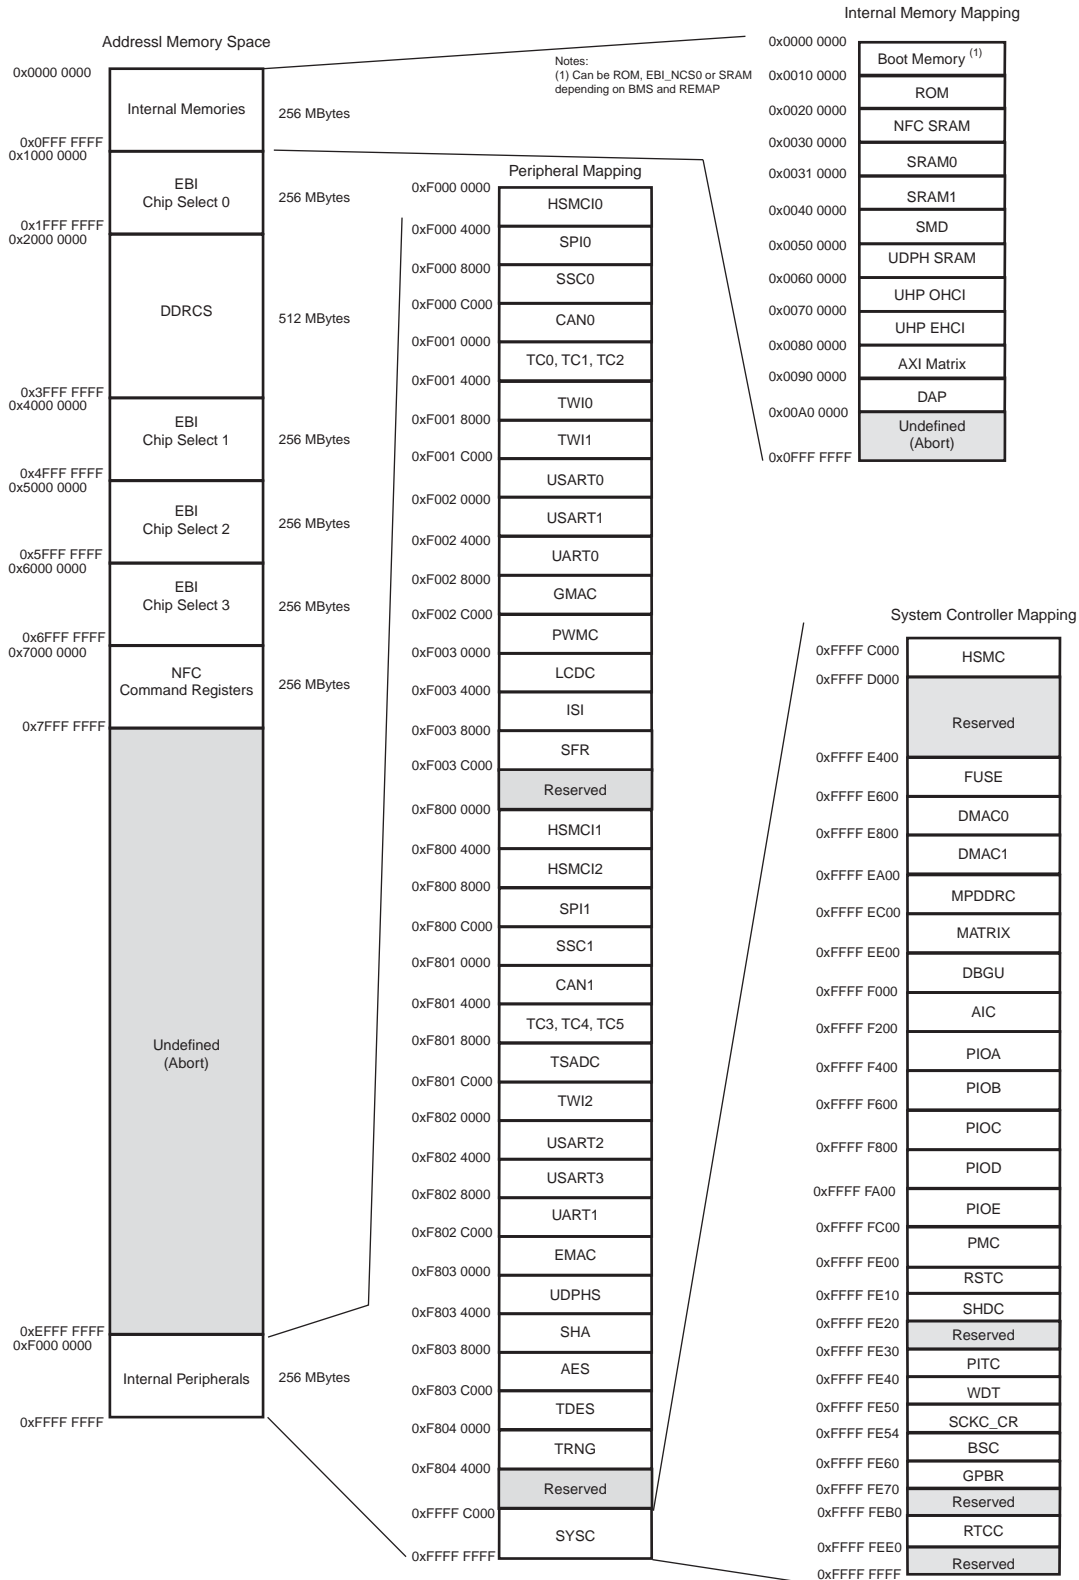 Addressl Memory Space
0x0000 0000
Internal Memories
256 MBytes
0x0FFF FFFF
0x1000 0000
EBI
Chip Select 0
256 MBytes
0x1FFF FFFF
0x2000 0000
DDRCS
512 MBytes
0x3FFF FFFF
0x4000 0000
EBI
Chip Select 1
256 MBytes
0x4FFF FFFF
0x5000 0000
EBI
Chip Select 2
256 MBytes
0x5FFF FFFF
0x6000 0000
EBI
Chip Select 3
256 MBytes
0x6FFF FFFF
0x7000 0000
NFC
Command Registers
256 MBytes
0x7FFF FFFF
Undefined
(Abort)
0xEFFF FFFF
0xF000 0000
Internal Peripherals
256 MBytes
0xFFFF FFFF
Notes:
(1) Can be ROM, EBI_NCS0 or SRAM
depending on BMS and REMAP
Peripheral Mapping
0xF000 0000
HSMCI0
0xF000 4000
SPI0
0xF000 8000
SSC0
0xF000 C000
CAN0
0xF001 0000
TC0, TC1, TC2
0xF001 4000
TWI0
0xF001 8000
TWI1
0xF001 C000
USART0
0xF002 0000
USART1
0xF002 4000
UART0
0xF002 8000
GMAC
0xF002 C000
PWMC
0xF003 0000
LCDC
0xF003 4000
ISI
0xF003 8000
SFR
0xF003 C000
Reserved
0xF800 0000
HSMCI1
0xF800 4000
HSMCI2
0xF800 8000
SPI1
0xF800 C000
SSC1
0xF801 0000
CAN1
0xF801 4000
TC3, TC4, TC5
0xF801 8000
TSADC
0xF801 C000
TWI2
0xF802 0000
USART2
0xF802 4000
USART3
0xF802 8000
UART1
0xF802 C000
EMAC
0xF803 0000
UDPHS
0xF803 4000
SHA
0xF803 8000
AES
0xF803 C000
TDES
0xF804 0000
TRNG
0xF804 4000
Reserved
0xFFFF C000
SYSC
0xFFFF FFFF
Internal Memory Mapping
0x0000 0000
Boot Memory (1)
0x0010 0000
ROM
0x0020 0000
NFC SRAM
0x0030 0000
SRAM0
0x0031 0000
SRAM1
0x0040 0000
SMD
0x0050 0000
UDPH SRAM
0x0060 0000
UHP OHCI
0x0070 0000
UHP EHCI
0x0080 0000
AXI Matrix
0x0090 0000
DAP
0x00A0 0000
Undefined
(Abort)
0x0FFF FFFF
System Controller Mapping
0xFFFF C000
HSMC
0xFFFF D000
Reserved
0xFFFF E400
FUSE
0xFFFF E600
DMAC0
0xFFFF E800
DMAC1
0xFFFF EA00
MPDDRC
0xFFFF EC00
MATRIX
0xFFFF EE00
DBGU
0xFFFF F000
AIC
0xFFFF F200
PIOA
0xFFFF F400
PIOB
0xFFFF F600
PIOC
0xFFFF F800
PIOD
0xFFFF FA00
PIOE
0xFFFF FC00
PMC
0xFFFF FE00
RSTC
0xFFFF FE10
SHDC
0xFFFF FE20
Reserved
0xFFFF FE30
PITC
0xFFFF FE40
WDT
0xFFFF FE50
SCKC_CR
0xFFFF FE54
BSC
0xFFFF FE60
GPBR
0xFFFF FE70
Reserved
0xFFFF FEB0
RTCC
0xFFFF FEE0
Reserved
0xFFFF FFFF